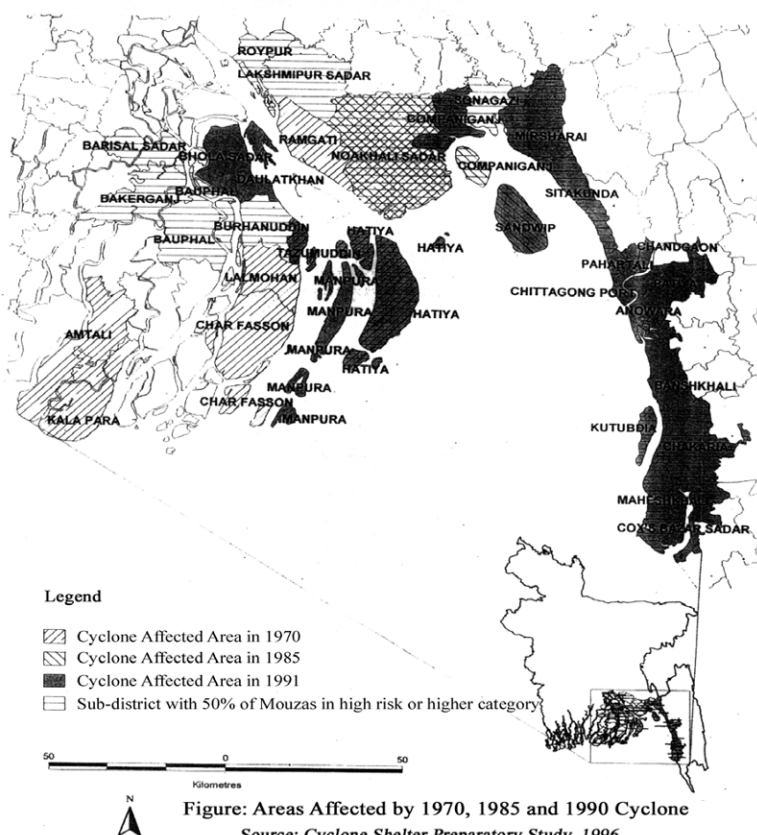 ROYPUR
LAKSHMIPUR SADAR
SONAGAZI
COMPANIGANJ
MIRSHARAI
RAMGATI
BARISAL SADAR
NOAKHALI SADAR
BHOLA SADAR
COMPANIGANJ
DAULATKHAN
BAUPHAL
SITAKUNDA
BAKERGANJ
BURHANUDDIN
HATIYA
SANDWIP
BAUPHAL
HATIYA
CHANDGAON
TAZUMUDDIN
PAHARTALI
LALMOHAN
MANPURA
CHITTAGONG PORT
MANPURA
HATIYA
ANOWARA
CHAR FASSON
AMTALI
MANPURA
HATIYA
MANPURA
BANSHKHALI
CHAR FASSON
KALA PARA
IMANPURA
KUTUBDIA
CHAKARIA
COX'S BAZAR SADAR
Legend
Cyclone Affected Area in 1970
Cyclone Affected Area in 1985
Cyclone Affected Area in 1991
Sub-district with 50% of Mouzas in high risk or higher category
50 0 50
Kilometres
N
Figure: Areas Affected by 1970, 1985 and 1990 Cyclone
Source: Cyclone Shelter Preparatory Study, 1996